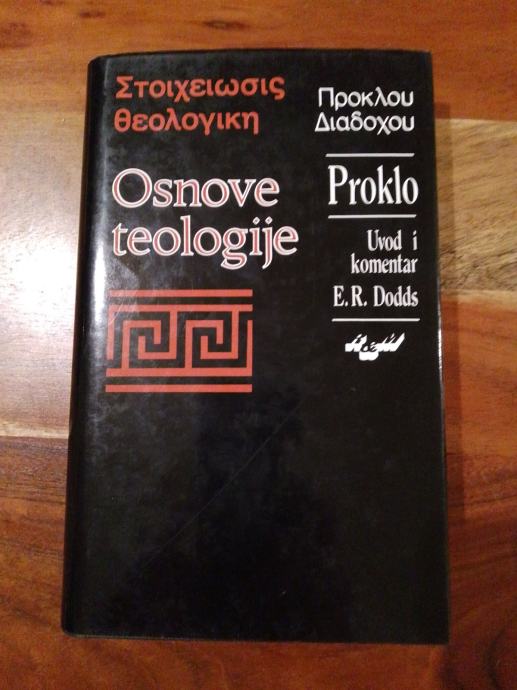 Στοιχειωσις
θεολογικη
Osnove
teologije
Προκλου
Διαδοχου
Proklo
Uvod i
komentar
E. R. Dodds